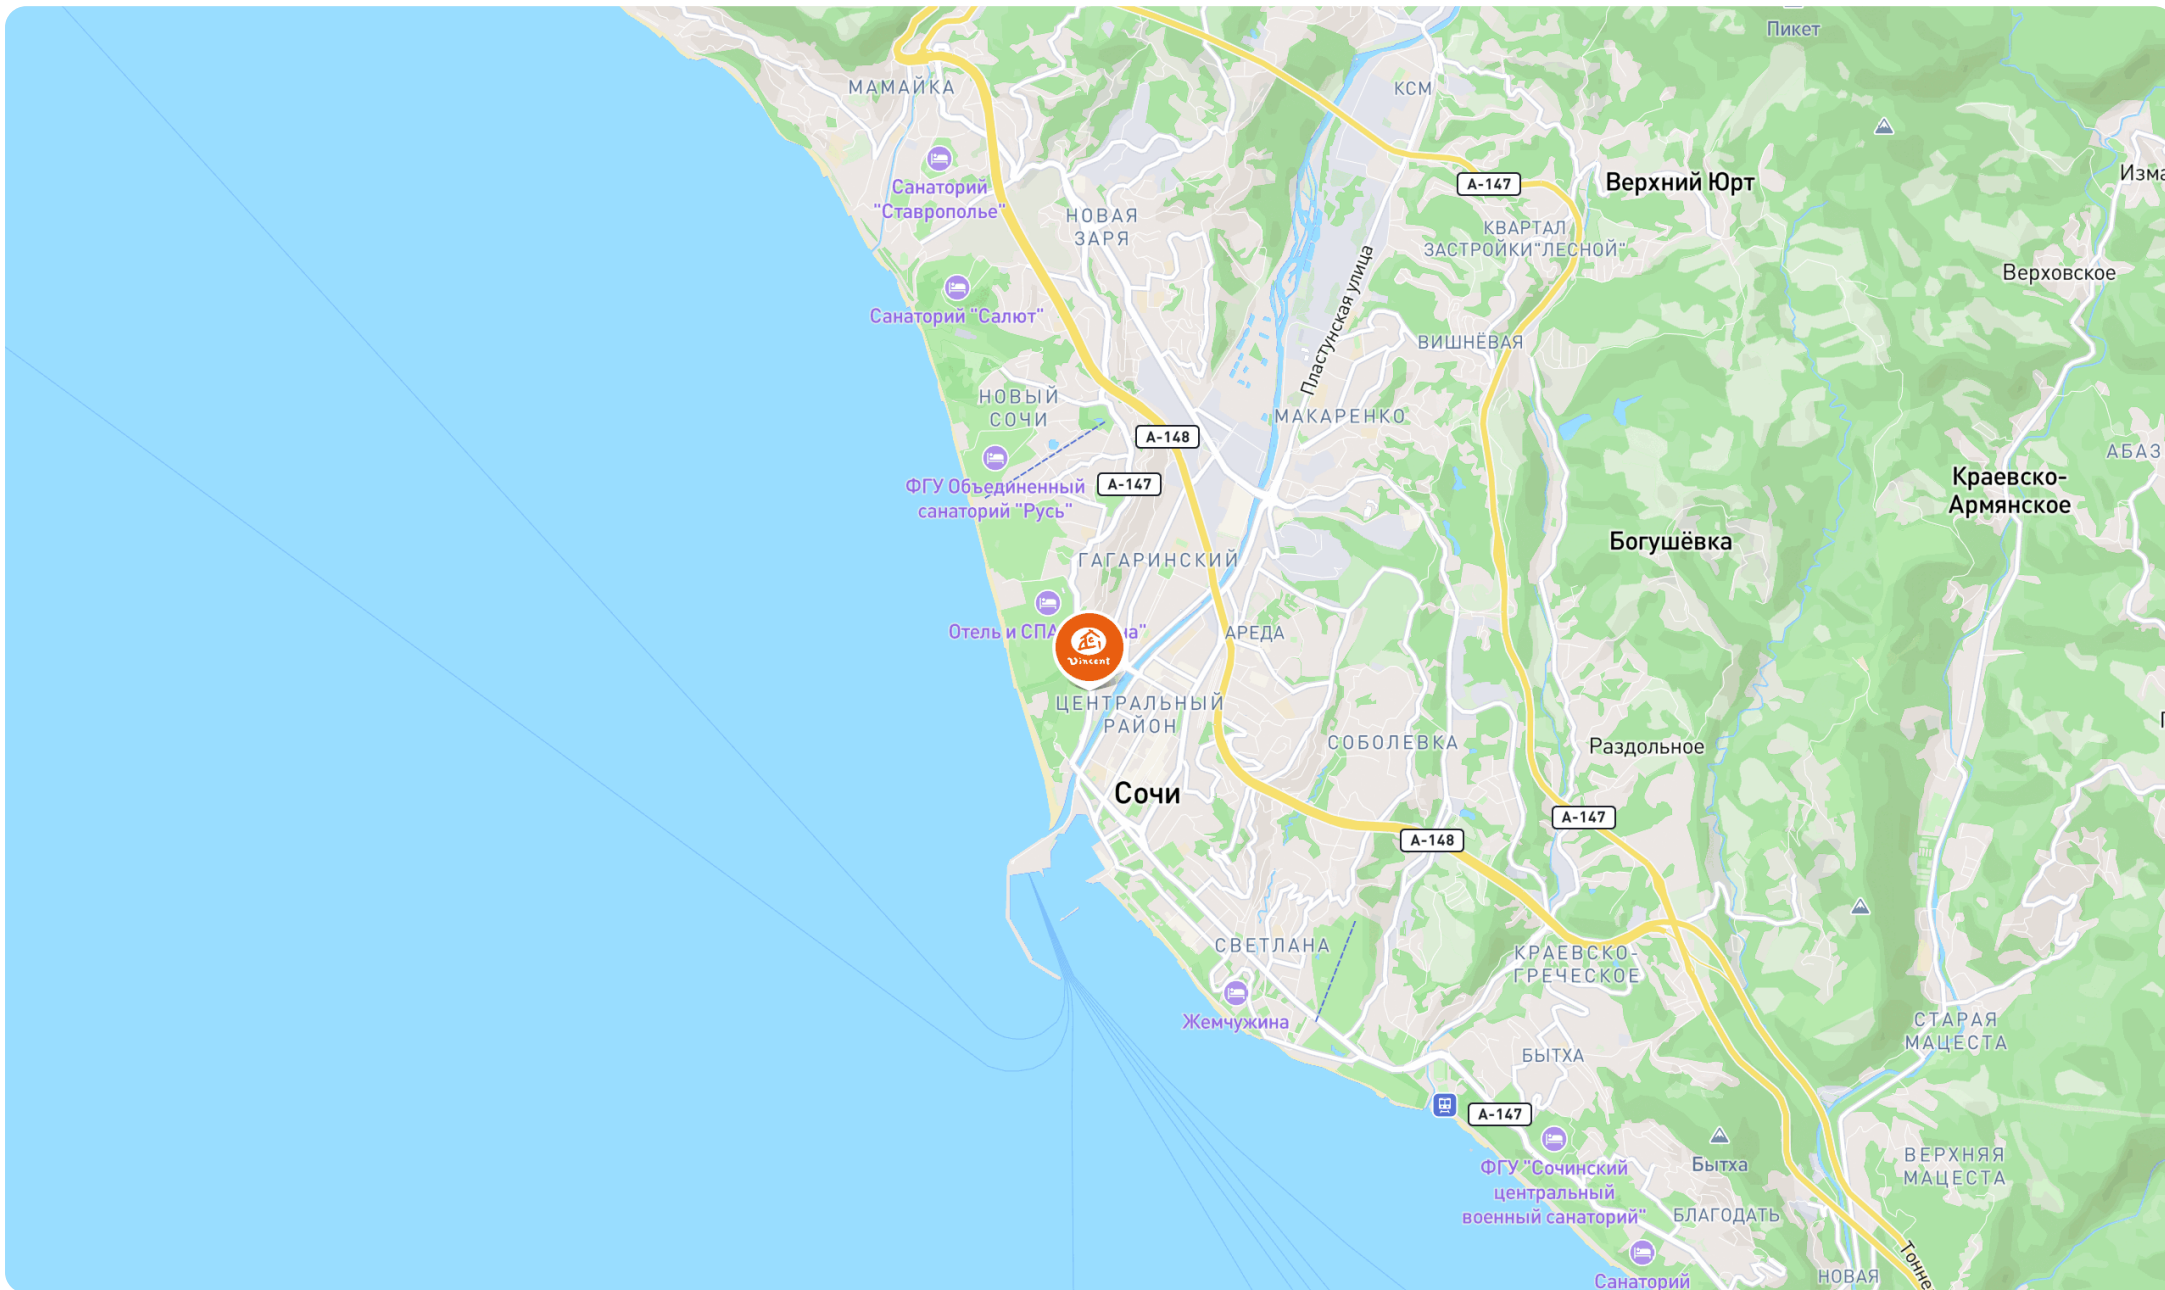 Пикет
МАМАЙКА
КСМ
Санаторий
"Ставрополье"
А-147
Верхний Юрт
НОВАЯ
ЗАРЯ
КВАРТАЛ
ЗАСТРОЙКИ"ЛЕСНОЙ"
Верховское
Санаторий "Салют"
Пластунская улица
ВИШНЁВАЯ
НОВЫЙ
СОЧИ
МАКАРЕНКО
А-148
А-147
ФГУ Объединенный
санаторий "Русь"
Краевско-
Армянское
Богушёвка
ГАГАРИНСКИЙ
Отель и СПА
на"
Vincent
АРЕДА
ЦЕНТРАЛЬНЫЙ
РАЙОН
СОБОЛЕВКА
Раздольное
Сочи
А-147
А-148
СВЕТЛАНА
КРАЕВСКО-
ГРЕЧЕСКОЕ
Жемчужина
СТАРАЯ
МАЦЕСТА
БЫТХА
А-147
ФГУ "Сочинский
центральный
военный санаторий"
Бытха
ВЕРХНЯЯ
МАЦЕСТА
БЛАГОДАТЬ
Санаторий
НОВАЯ